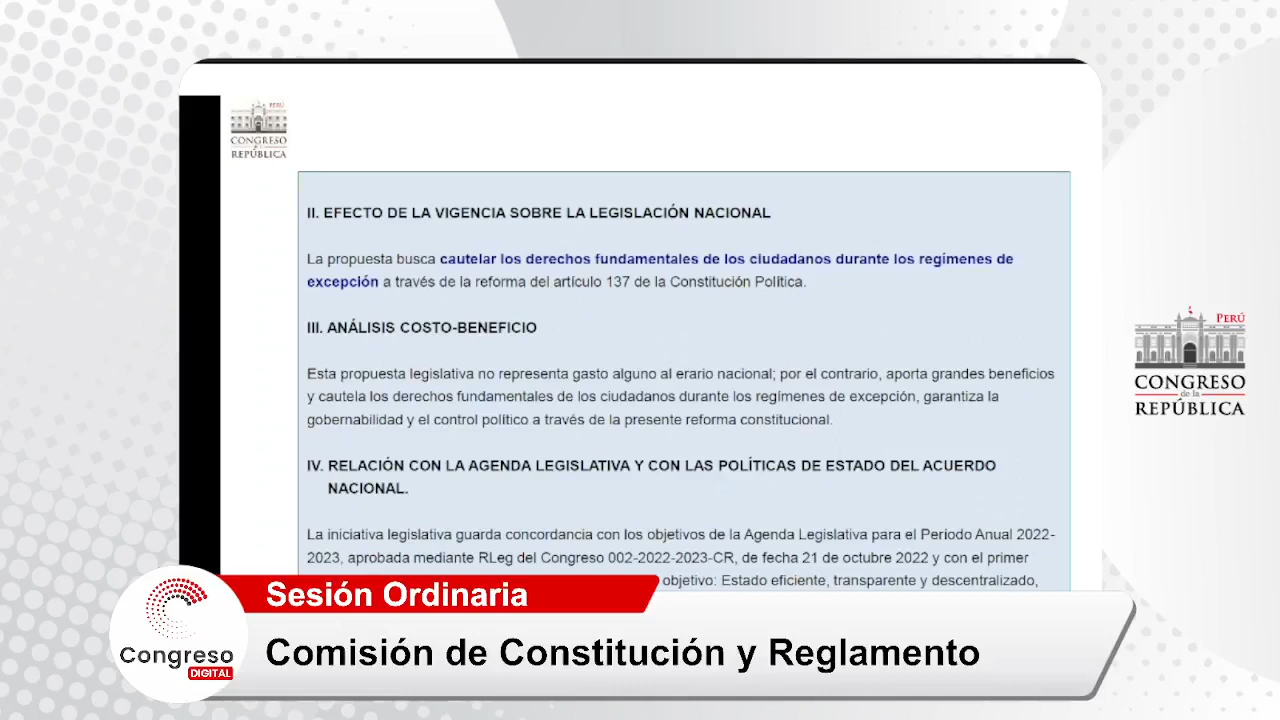 PERÚ
CONGRESO
REPÚBLICA
II. EFECTO DE LA VIGENCIA SOBRE LA LEGISLACIÓN NACIONAL
La propuesta busca cautelar los derechos fundamentales de los ciudadanos durante los regímenes de
excepción a través de la reforma del artículo 137 de la Constitución Política.
III. ANÁLISIS COSTO-BENEFICIO
Esta propuesta legislativa no representa gasto alguno al erario nacional; por el contrario, aporta grandes beneficios
y cautela los derechos fundamentales de los ciudadanos durante los regímenes de excepción, garantiza la
gobernabilidad y el control político a través de la presente reforma constitucional.
IV. RELACIÓN CON LA AGENDA LEGISLATIVA Y CON LAS POLÍTICAS DE ESTADO DEL ACUERDO
NACIONAL.
La iniciativa legislativa guarda concordancia con los objetivos de la Agenda Legislativa para el Período Anual 2022-
2023, aprobada mediante RLeg del Congreso 002-2022-2023-CR, de fecha 21 de octubre 2022 y con el primer
objetivo: Estado eficiente, transparente y descentralizado,
PERÚ
CONGRESO
de la
REPÚBLICA
Sesión Ordinaria
Comisión de Constitución y Reglamento
Congreso
DIGITAL